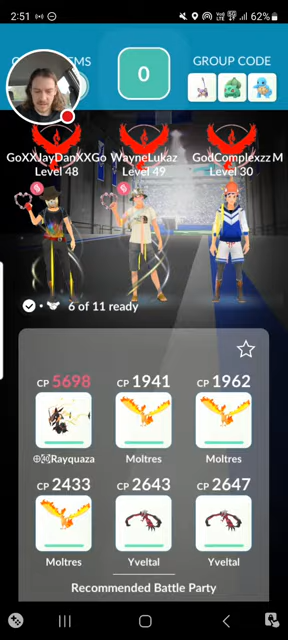 2:51
62%
0
GROUP CODE
GoXXJayDanXXGo
Level 48
WayneLukaz
Level 49
GodComplexzz M
Level 30
6 of 11 ready
CP 5698
CP 1941
CP 1962
Rayquaza
Moltres
Moltres
CP 2433
CP 2643
CP 2647
Moltres
Yveltal
Yveltal
Recommended Battle Party